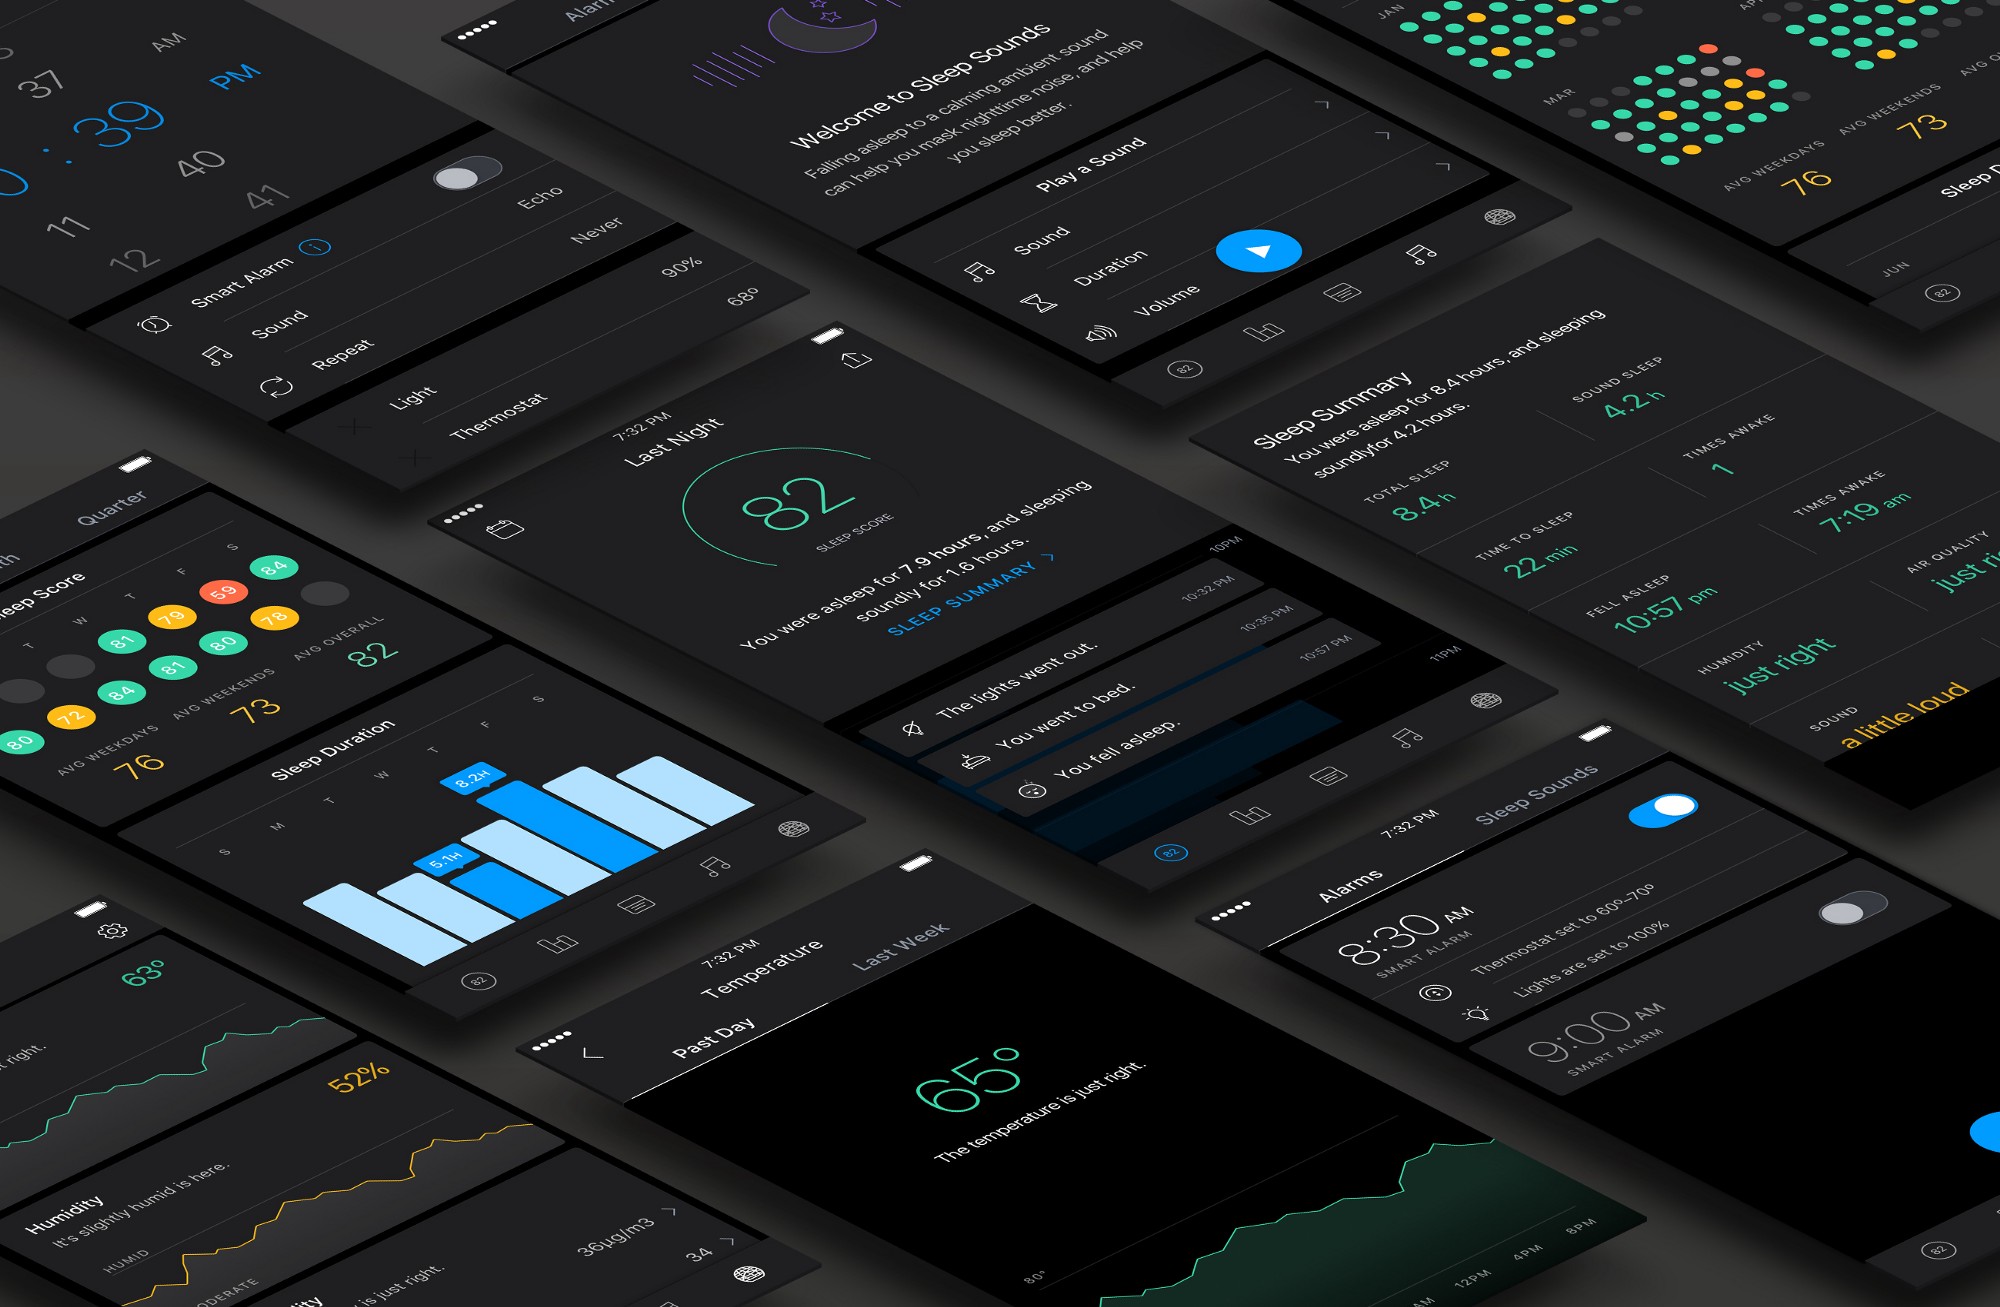 37
AM
: 39
PM
11
40
12
41
Smart Alarm
Sound
Echo
Repeat
Never
Light
90%
Thermostat
68°
Welcome to Sleep Sounds
Falling asleep to a calming ambient sound
can help you mask nighttime noise, and help
you sleep better.
Play a Sound
Sound
Duration
Volume
82
JAN
MAR
AVG WEEKDAYS
76
AVG WEEKENDS
73
JUN
82
Quarter
S
F
T
W
T
84
59
79
81
78
80
81
84
72
80
AVG WEEKDAYS
76
AVG WEEKENDS
73
AVG OVERALL
82
Sleep Duration
S
M
T
W
T
F
S
8.2H
5.1H
82
7:32 PM
Last Night
82
SLEEP SCORE
You were asleep for 7.9 hours, and sleeping
soundly for 1.6 hours.
SLEEP SUMMARY
10PM
The lights went out.
10:32 PM
You went to bed.
10:35 PM
You fell asleep.
10:57 PM
11PM
82
Sleep Summary
You were asleep for 8.4 hours, and sleeping
soundlyfor 4.2 hours.
TOTAL SLEEP
8.4 h
SOUND SLEEP
4.2 h
TIME TO SLEEP
22 min
TIMES AWAKE
1
FELL ASLEEP
10:57 pm
TIMES AWAKE
7:19 am
HUMIDITY
just right
AIR QUALITY
just
SOUND
a little loud
63°
right.
52%
Humidity
It's slightly humid is here.
HUMID
is just right.
36µg/m3
34
7:32 PM
Temperature
Past Day
Last Week
65°
The temperature is just right.
80°
12PM
4PM
8PM
7:32 PM
Alarms
Sleep Sounds
8:30 AM
SMART ALARM
Thermostat set to 60°–70°
Lights are set to 100%
9:00 AM
SMART ALARM
82